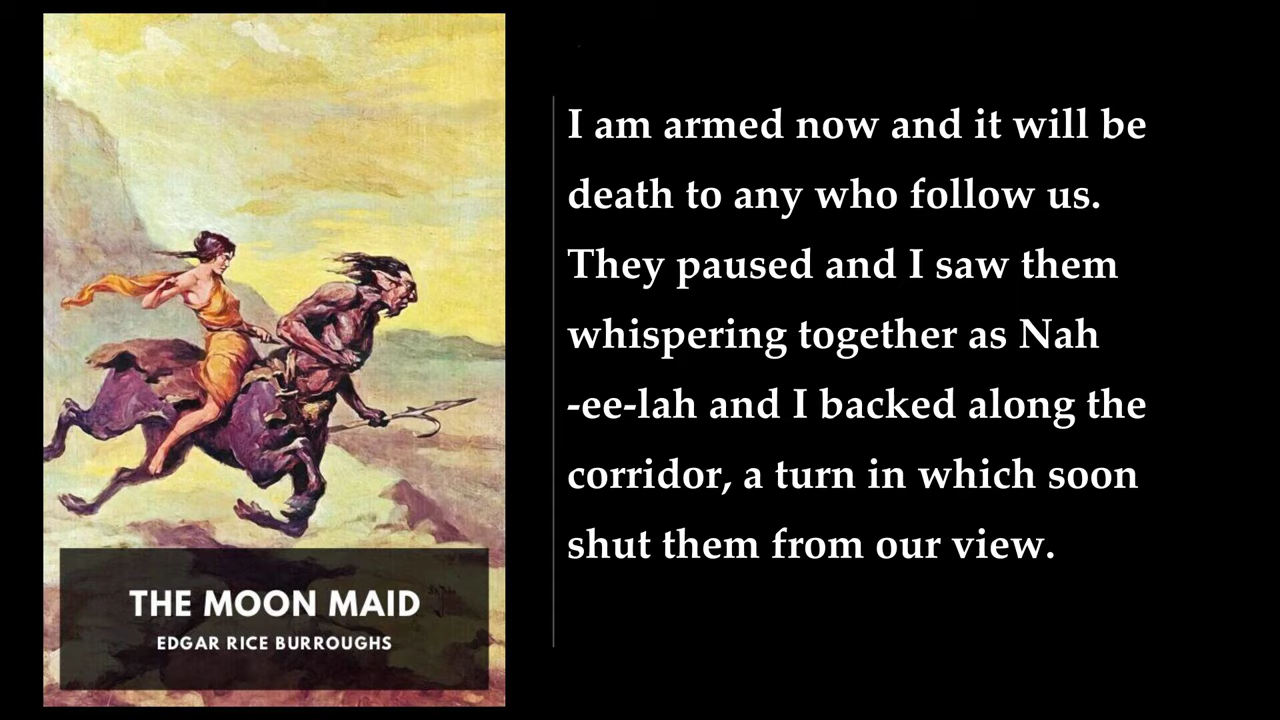 THE MOON MAID
EDGAR RICE BURROUGHS
I am armed now and it will be
death to any who follow us.
They paused and I saw them
whispering together as Nah
-ee-lah and I backed along the
corridor, a turn in which soon
shut them from our view.